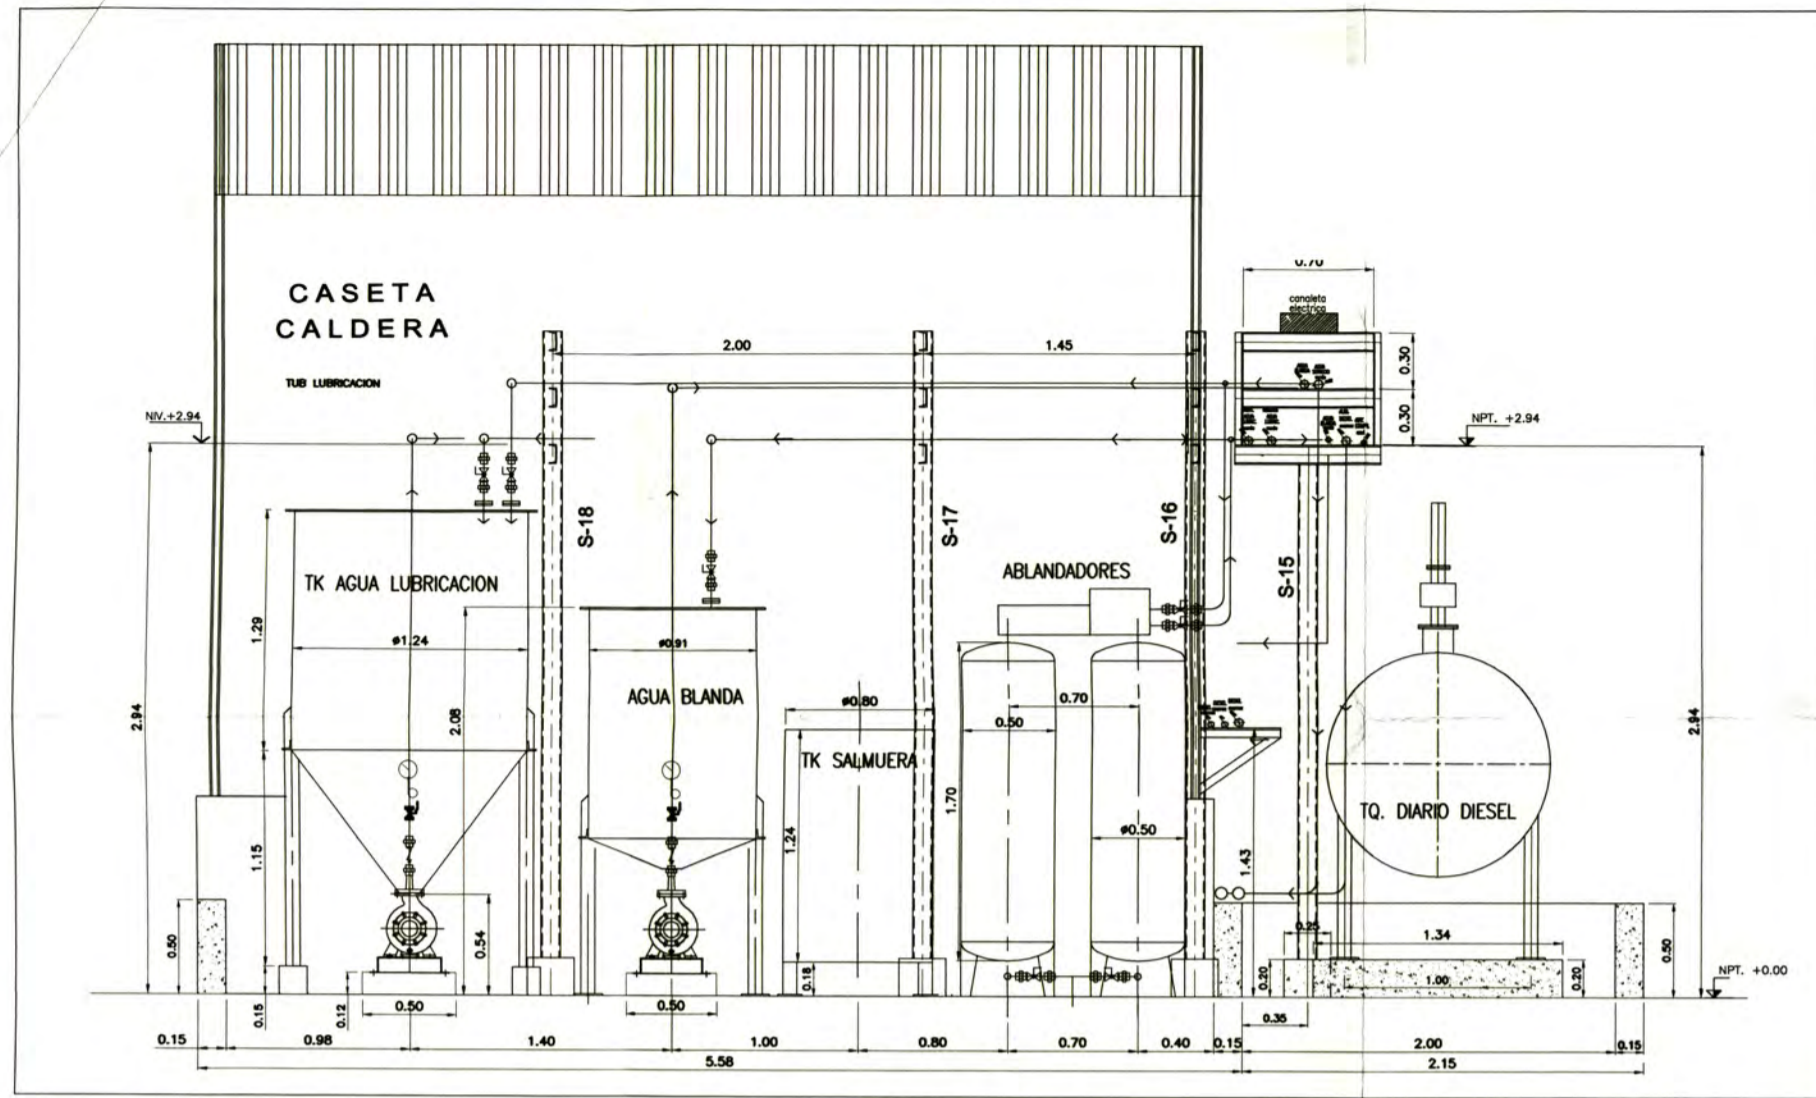 0.70
canaleta
electrica
CASETA
CALDERA
TUB LUBRICACION
2.00
1.45
0.30
0.30
NIV.+2.94
NPT. +2.94
S-18
S-17
S-16
S-15
TK AGUA LUBRICACION
ABLANDADORES
1.29
ø1.24
ø0.91
AGUA BLANDA
2.94
2.08
ø0.80
0.70
0.50
2.94
TK SALMUERA
1.70
1.24
TQ. DIARIO DIESEL
ø0.50
1.15
1.43
0.50
0.54
0.25
1.34
0.50
0.18
0.20
1.00
0.20
NPT. +0.00
0.15
0.12
0.50
0.50
0.35
0.15
0.98
1.40
1.00
0.80
0.70
0.40
0.15
2.00
0.15
5.58
2.15